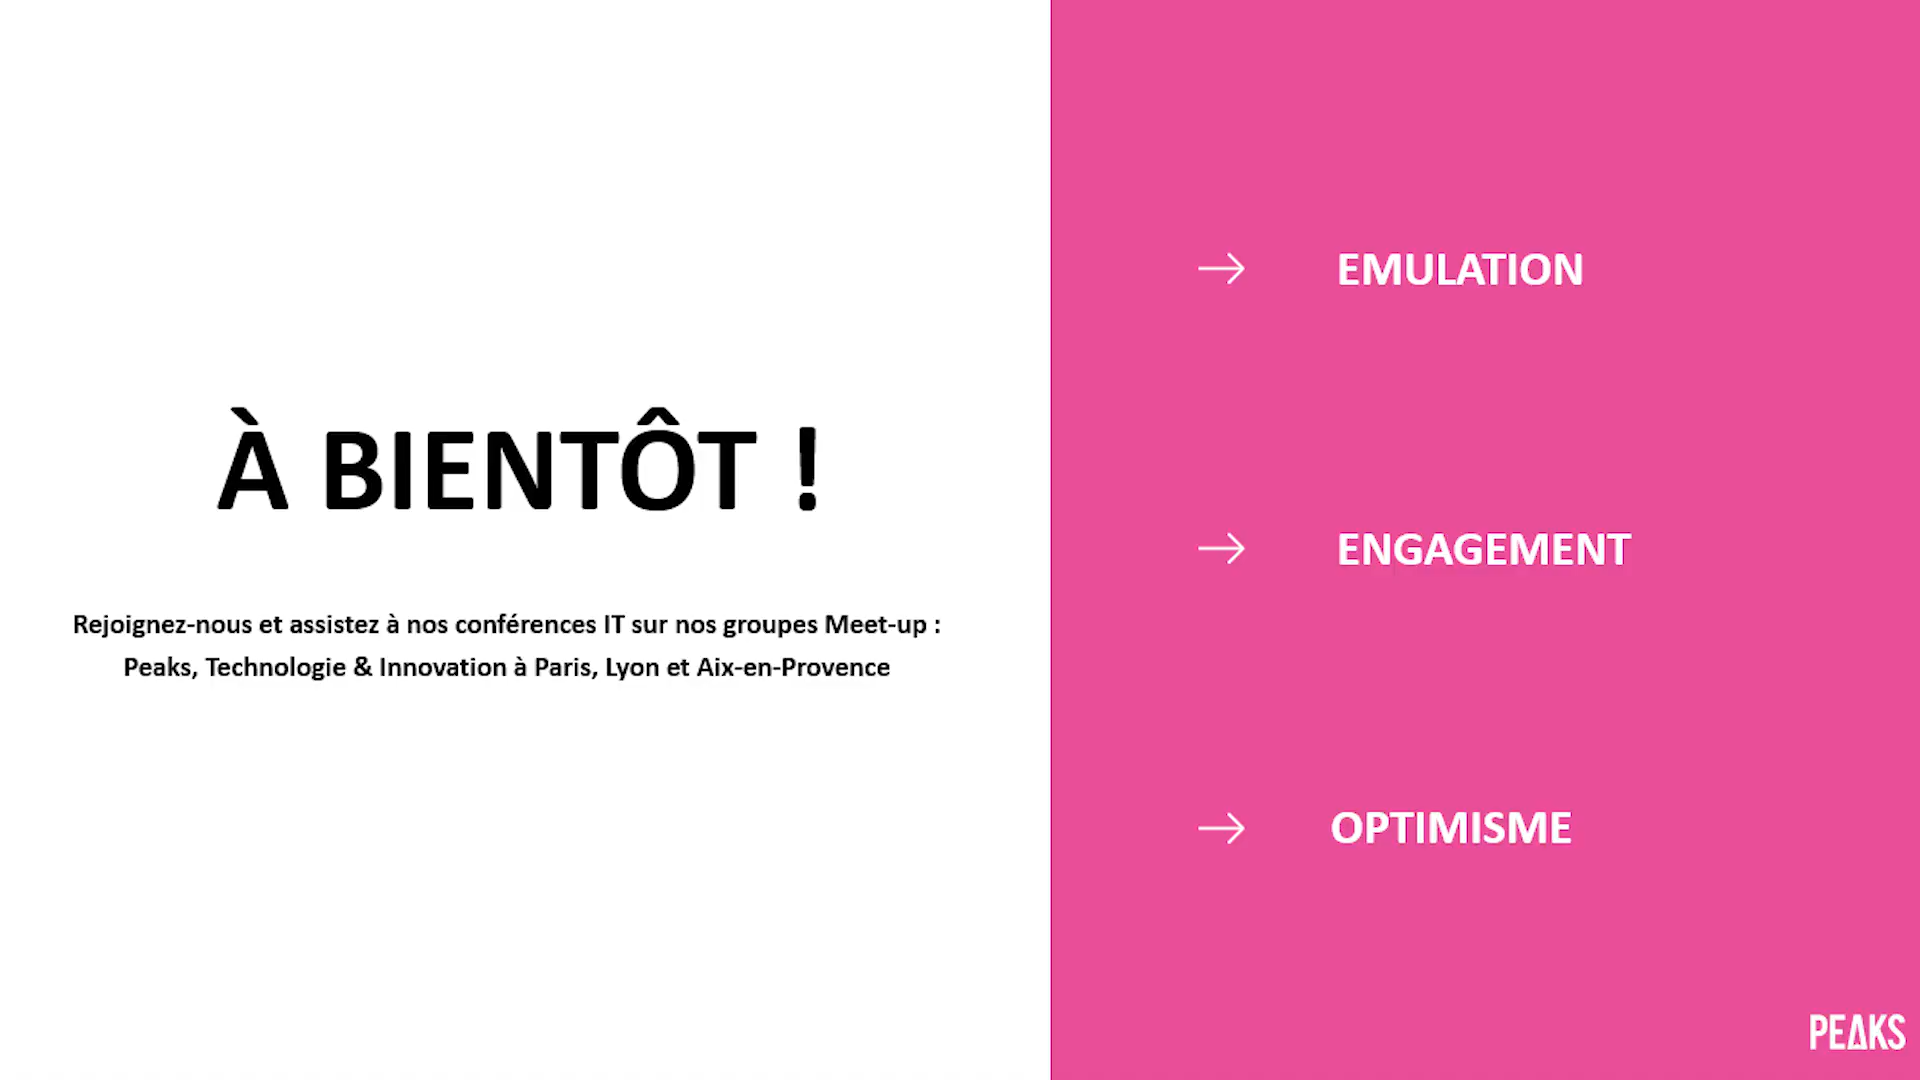 À BIENTÔT !
Rejoignez-nous et assistez à nos conférences IT sur nos groupes Meet-up :
Peaks, Technologie & Innovation à Paris, Lyon et Aix-en-Provence
EMULATION
ENGAGEMENT
OPTIMISME
PEAKS